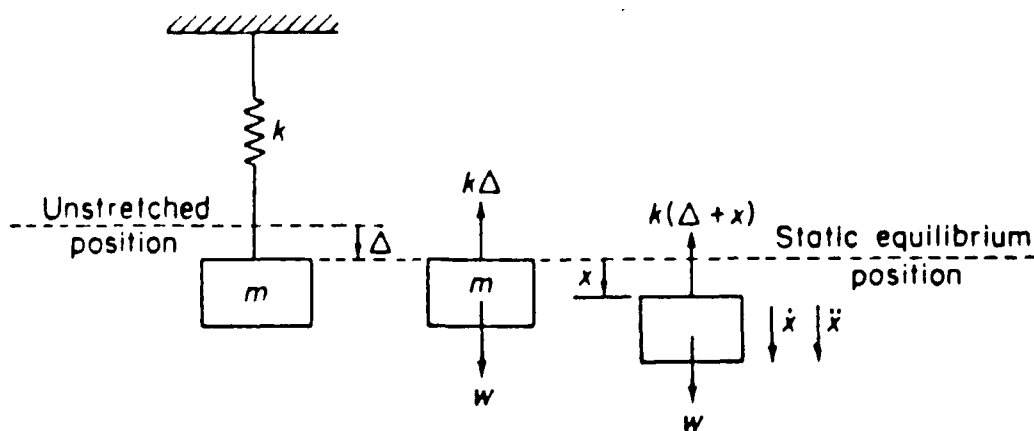 k
Unstretched
position
Δ
m
kΔ
m
w
k(Δ + x)
x
ẋ ẍ
w
Static equilibrium
position